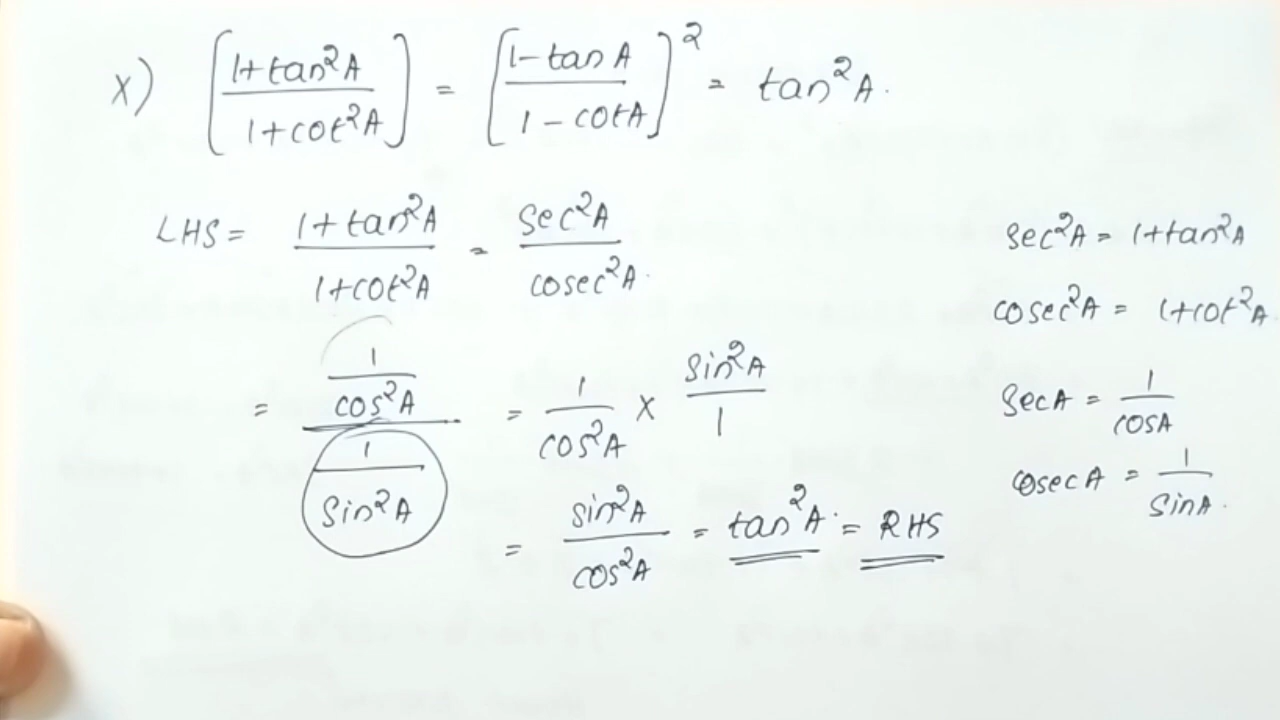 x) [1+tan²A / 1+cot²A] = [1-tan A / 1-cotA]² = tan²A.
LHS = 1+tan²A / 1+cot²A = sec²A / cosec²A.
sec²A = 1+tan²A
cosec²A = 1+cot²A.
= 1/cos²A / 1/sin²A = 1/cos²A × sin²A/1
secA = 1/cosA
cosecA = 1/sinA.
= sin²A/cos²A = tan²A. = RHS